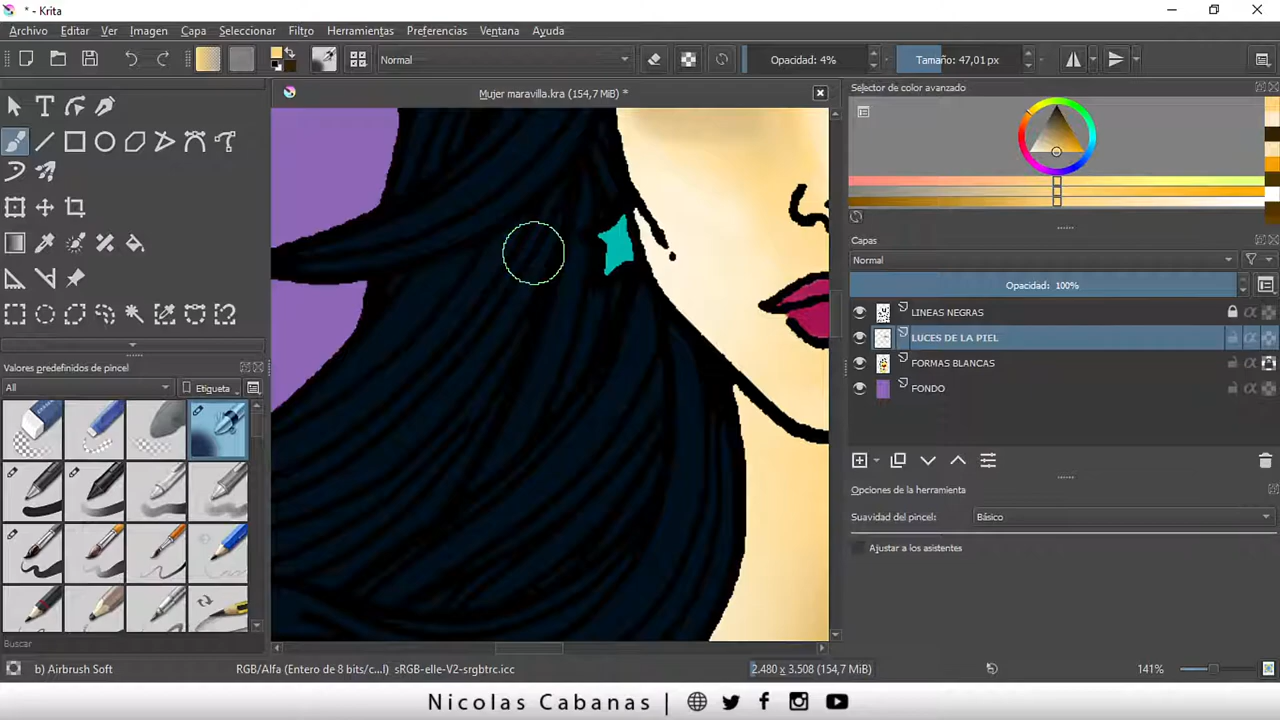 * - Krita
Archivo Editar Ver Imagen Capa Seleccionar Filtro Herramientas Preferencias Ventana Ayuda
Normal Opacidad: 4% Tamaño: 47,01 px
Mujer maravilla.kra (154,7 MiB) *
Selector de color avanzado
Capas
Normal
Opacidad: 100%
LINEAS NEGRAS
LUCES DE LA PIEL
FORMAS BLANCAS
FONDO
Valores predefinidos de pincel
All Etiqueta
Opciones de la herramienta
Suavidad del pincel: Básico
Ajustar a los asistentes
Buscar
b) Airbrush Soft RGB/Alfa (Entero de 8 bits/c...l) sRGB-elle-V2-srgbtrc.icc 2.480 x 3.508 (154,7 MiB) 141%
Nicolas Cabanas |